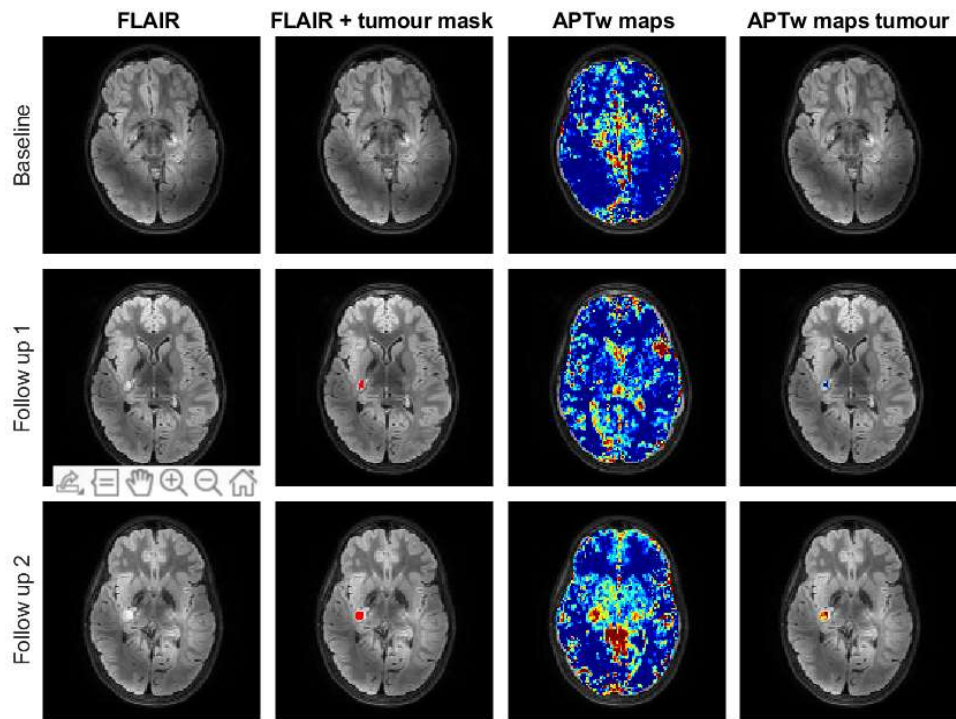 FLAIR
FLAIR + tumour mask
APTw maps
APTw maps tumour
Baseline
Follow up 1
Follow up 2